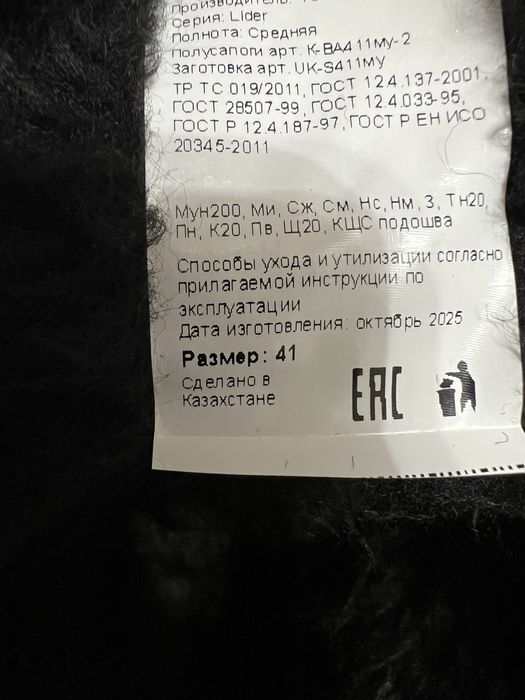 Серия: Lider
Полнота: Средняя
Полусапоги арт. К-ВА411му-2
Заготовка арт. UK-S411му
ТР ТС 019/2011, ГОСТ 12.4.137-2001,
ГОСТ 28507-99, ГОСТ 12.4.033-95,
ГОСТ Р 12.4.187-97, ГОСТ Р ЕН ИСО
20345-2011
Мун200, Ми, Сж, См, Нс, Нм, З, Тн20,
Пн, К20, Пв, Щ20, КЩС подошва
Способы ухода и утилизации согласно
прилагаемой инструкции по
эксплуатации
Дата изготовления: октябрь 2025
Размер: 41
Сделано в
Казахстане
EAC